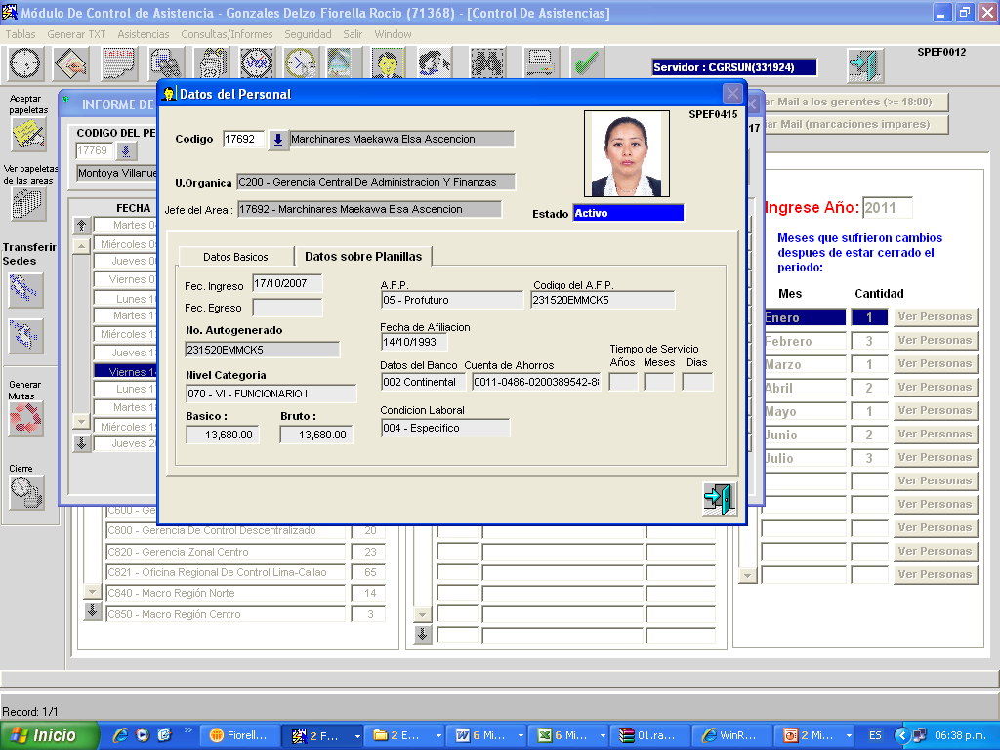 Módulo De Control de Asistencia - Gonzales Delzo Fiorella Rocio (71368) - [Control De Asistencias]
Tablas Generar TXT Asistencias Consultas/Informes Seguridad Salir Window
Servidor : CGRSUN(331924)
SPEF0012
Aceptar
papeletas
Ver papeletas
de las areas
Transferir
Sedes
Generar
Multas
Cierre
INFORME DE
CODIGO DEL PE
17769
Montoya Villanue
FECHA
Martes 0
Miércoles 0
Jueves 0
Viernes 0
Lunes 1
Martes 1
Miércoles 1
Jueves 1
Viernes 1
Lunes 1
Martes 1
Miércoles 1
Jueves 2
Datos del Personal
SPEF0415
Codigo 17692 Marchinares Maekawa Elsa Ascencion
U.Organica C200 - Gerencia Central De Administracion Y Finanzas
Jefe del Area : 17692 - Marchinares Maekawa Elsa Ascencion
Estado Activo
Datos Basicos Datos sobre Planillas
Fec. Ingreso 17/10/2007
Fec. Egreso
No. Autogenerado
231520EMMCK5
Nivel Categoria
070 - VI - FUNCIONARIO I
Basico : Bruto :
13,680.00 13,680.00
A.F.P. Codigo del A.F.P.
05 - Profuturo 231520EMMCK5
Fecha de Afiliacion
14/10/1993
Datos del Banco Cuenta de Ahorros
002 Continental 0011-0486-0200389542-8
Condicion Laboral
004 - Especifico
Tiempo de Servicio
Años Meses Dias
ar Mail a los gerentes (>= 18:00)
ar Mail (marcaciones impares)
17
Ingrese Año: 2011
Meses que sufrieron cambios
despues de estar cerrado el
periodo:
Mes Cantidad
Enero 1 Ver Personas
Febrero 3 Ver Personas
Marzo 1 Ver Personas
Abril 2 Ver Personas
Mayo 1 Ver Personas
Junio 2 Ver Personas
Julio 3 Ver Personas
Ver Personas
Ver Personas
Ver Personas
Ver Personas
Ver Personas
C600 - Ge
C800 - Gerencia De Control Descentralizado 20
C820 - Gerencia Zonal Centro 23
C821 - Oficina Regional De Control Lima-Callao 65
C840 - Macro Región Norte 14
C850 - Macro Región Centro 3
Record: 1/1
Inicio
Fiorell...
2 F...
2 E...
6 Mi...
6 Mi...
01.ra...
WinR...
2 Mi...
ES
06:38 p.m.